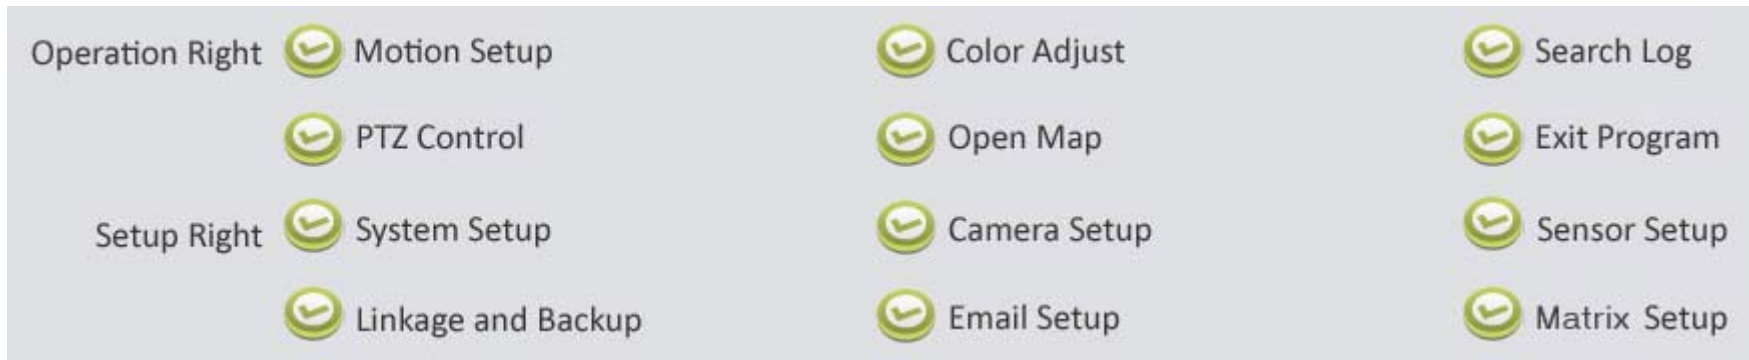 Operation Right Motion Setup Color Adjust Search Log
PTZ Control Open Map Exit Program
Setup Right System Setup Camera Setup Sensor Setup
Linkage and Backup Email Setup Matrix Setup